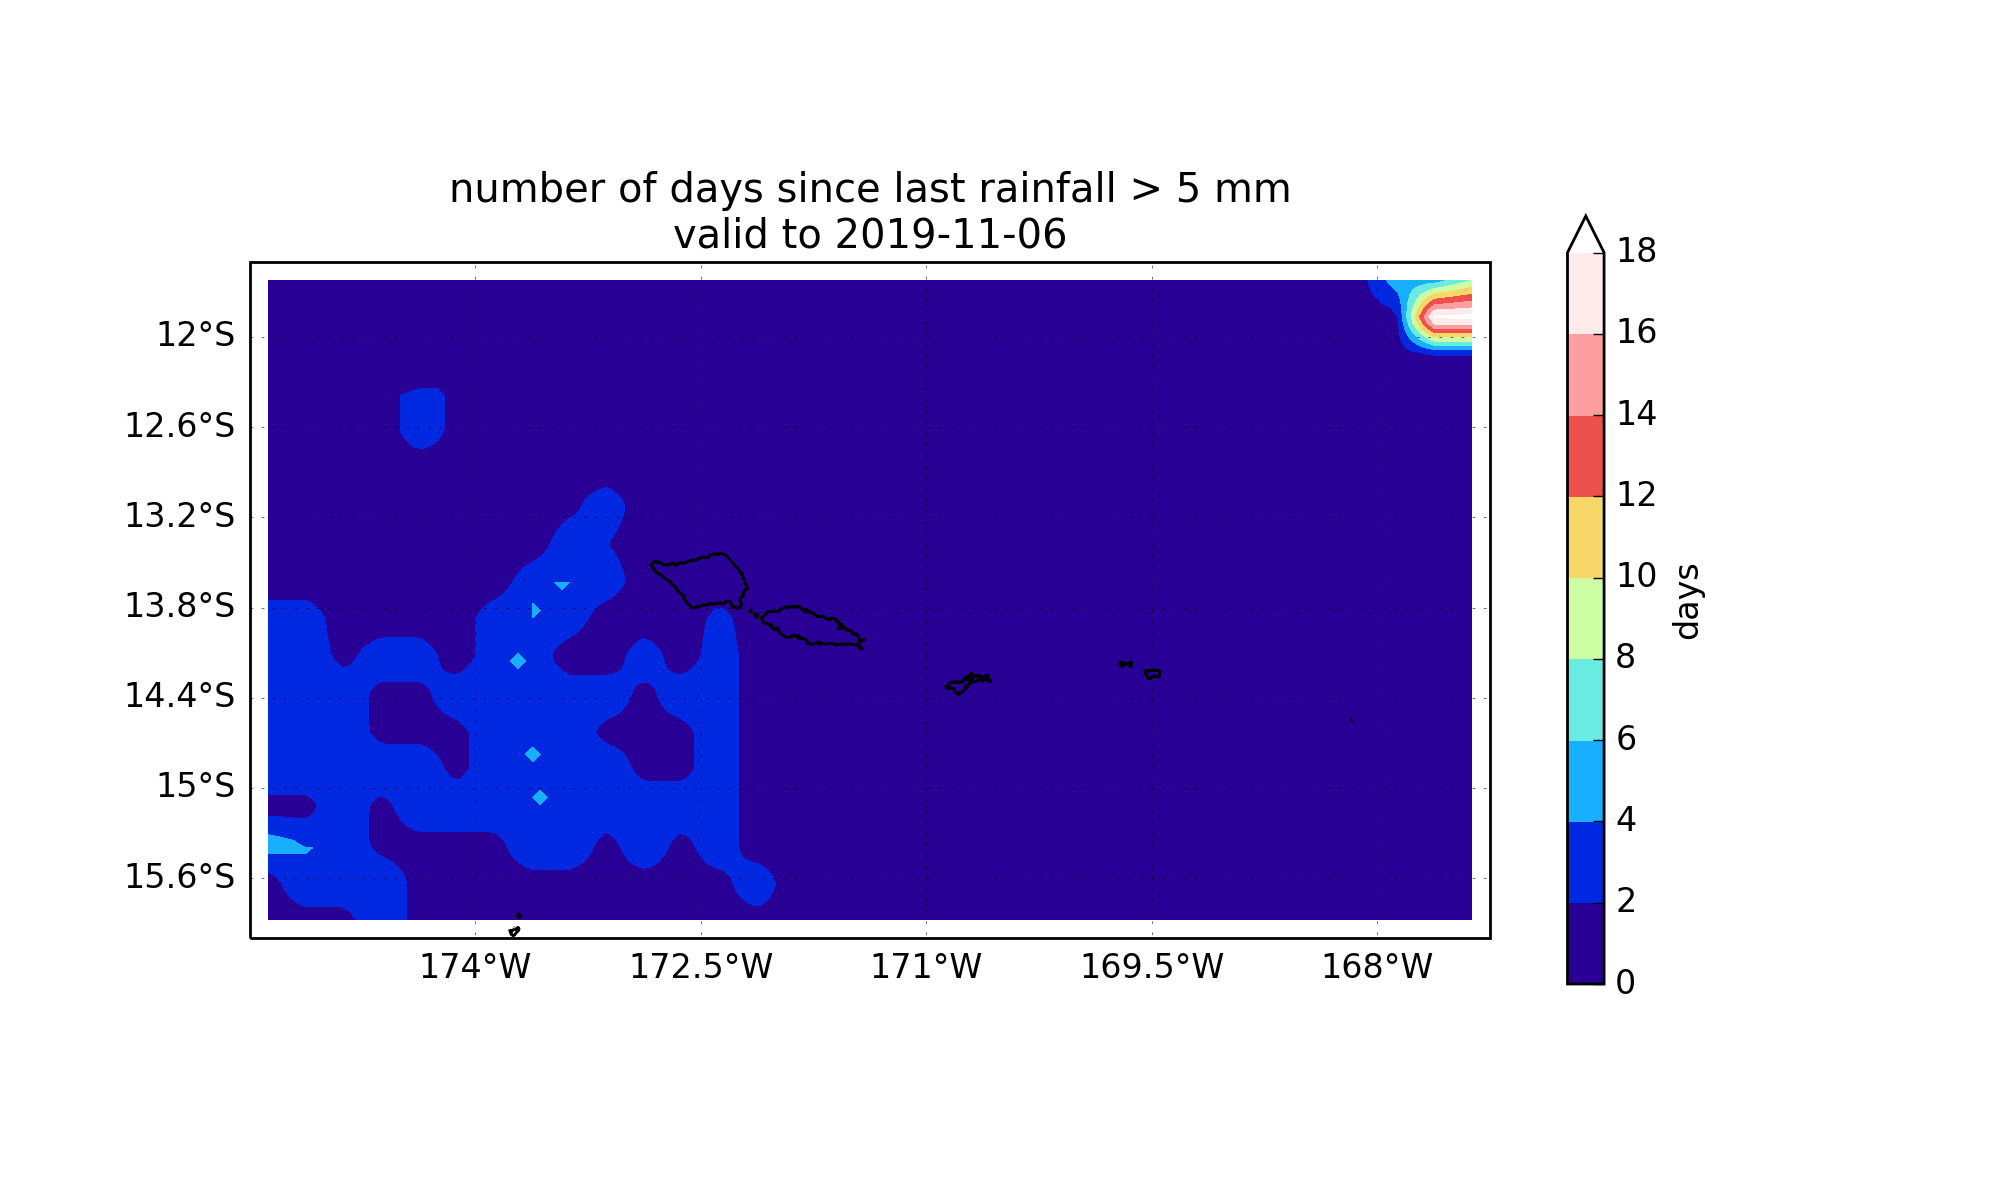 number of days since last rainfall > 5 mm
valid to 2019-11-06
12°S
12.6°S
13.2°S
13.8°S
14.4°S
15°S
15.6°S
174°W
172.5°W
171°W
169.5°W
168°W
18
16
14
12
10
8
6
4
2
0
days